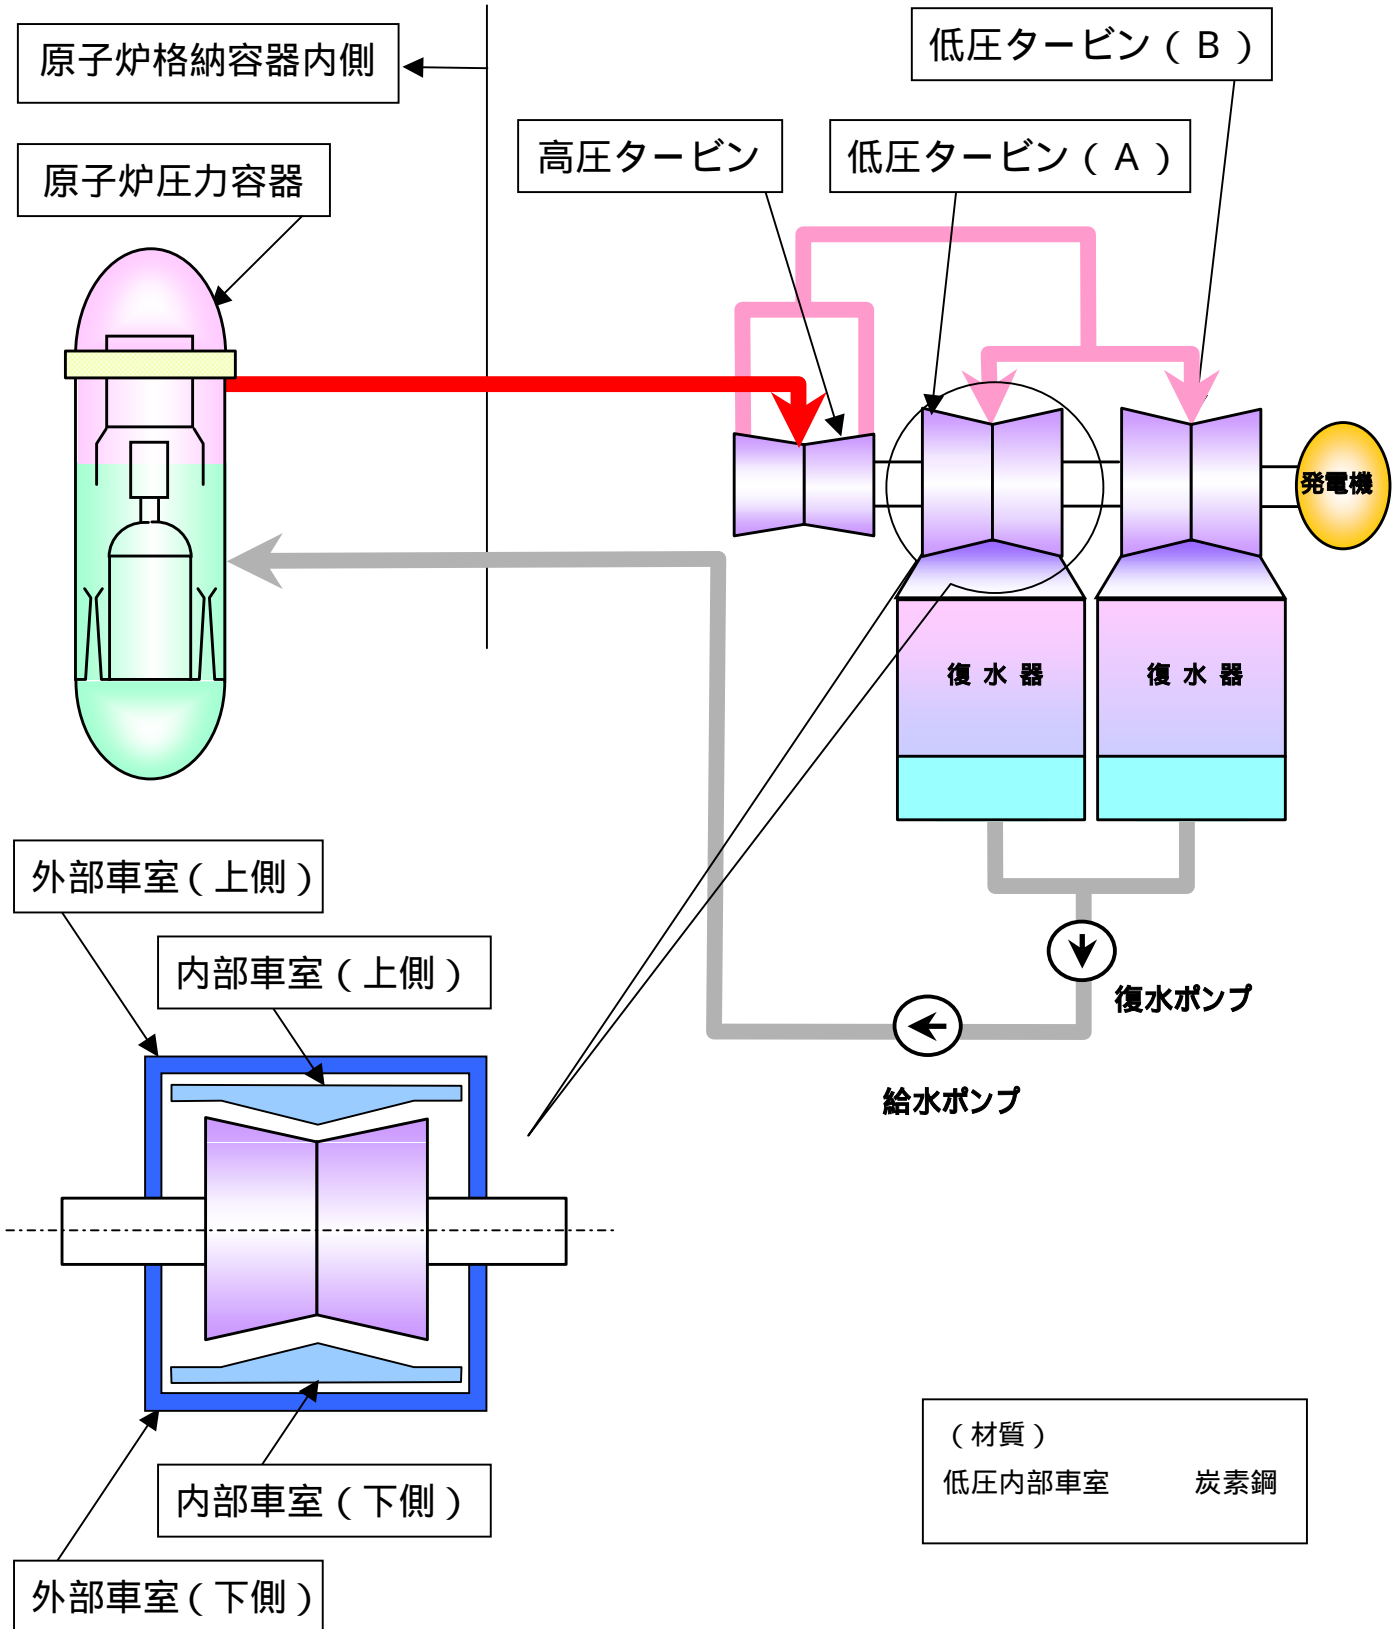 原子炉格納容器内側
低圧タービン（Ｂ）
高圧タービン
低圧タービン（Ａ）
原子炉圧力容器
発電機
復水器
復水器
外部車室（上側）
内部車室（上側）
復水ポンプ
給水ポンプ
内部車室（下側）
外部車室（下側）
（材質）
低圧内部車室　　　炭素鋼